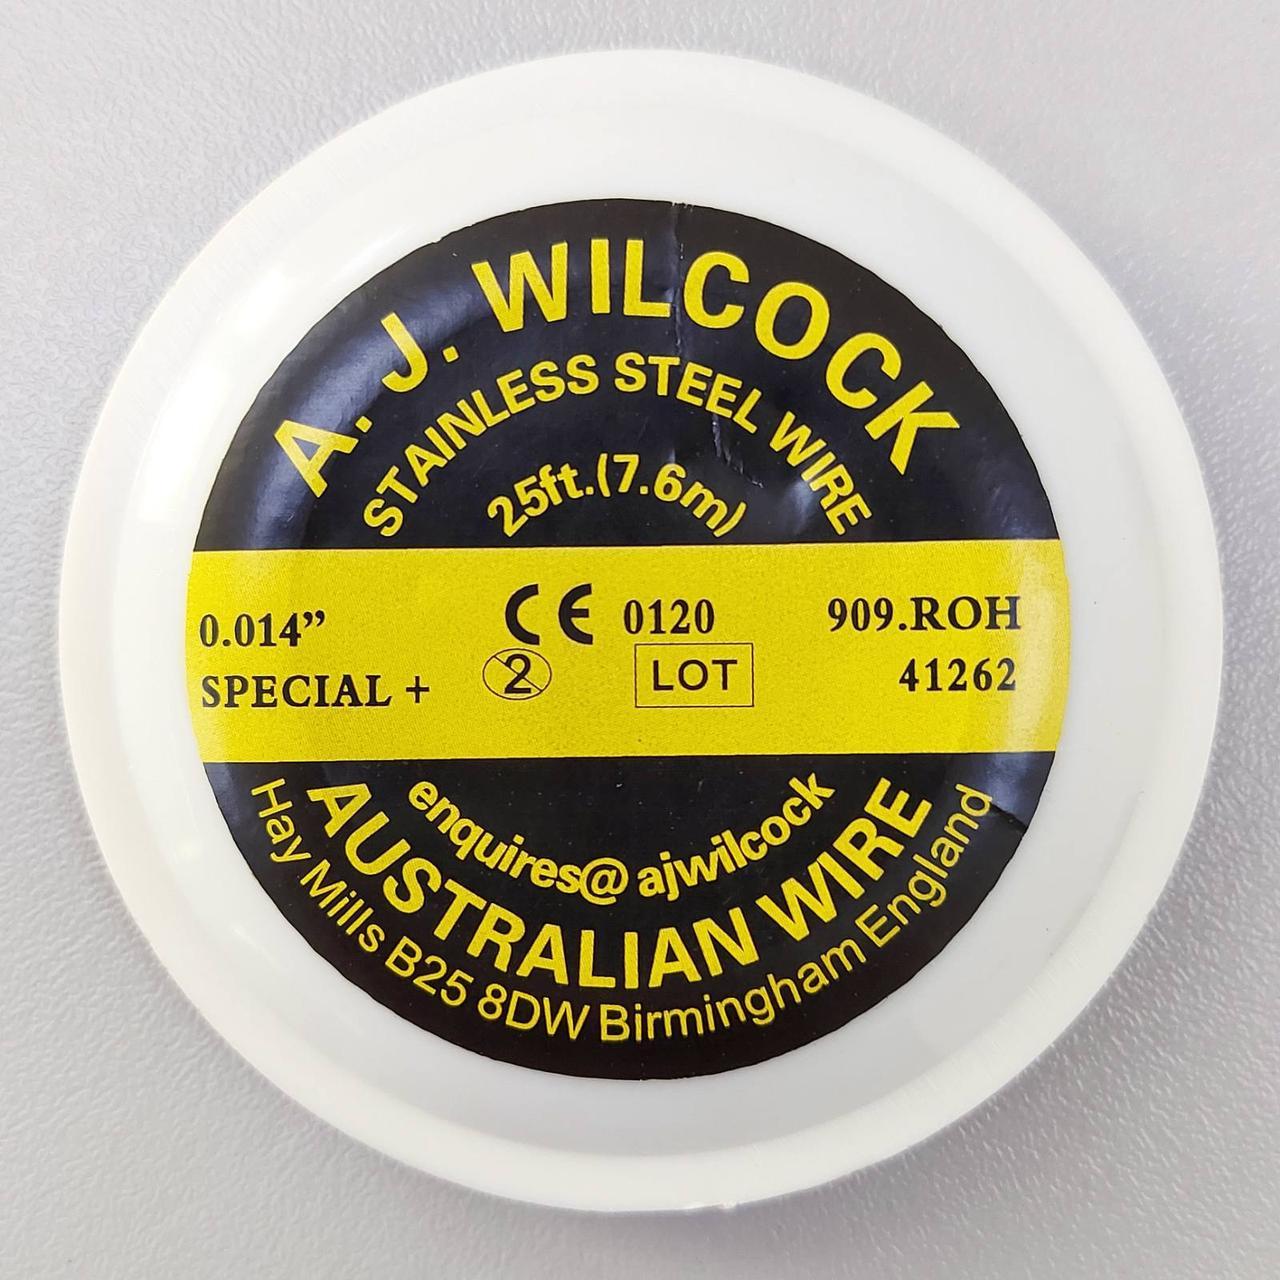 A. J. WILCOCK
STAINLESS STEEL WIRE
25ft.(7.6m)
0.014”
SPECIAL +
CE 0120
2
LOT
909.ROH
41262
enquires@ ajwilcock
AUSTRALIAN WIRE
Hay Mills B25 8DW Birmingham England